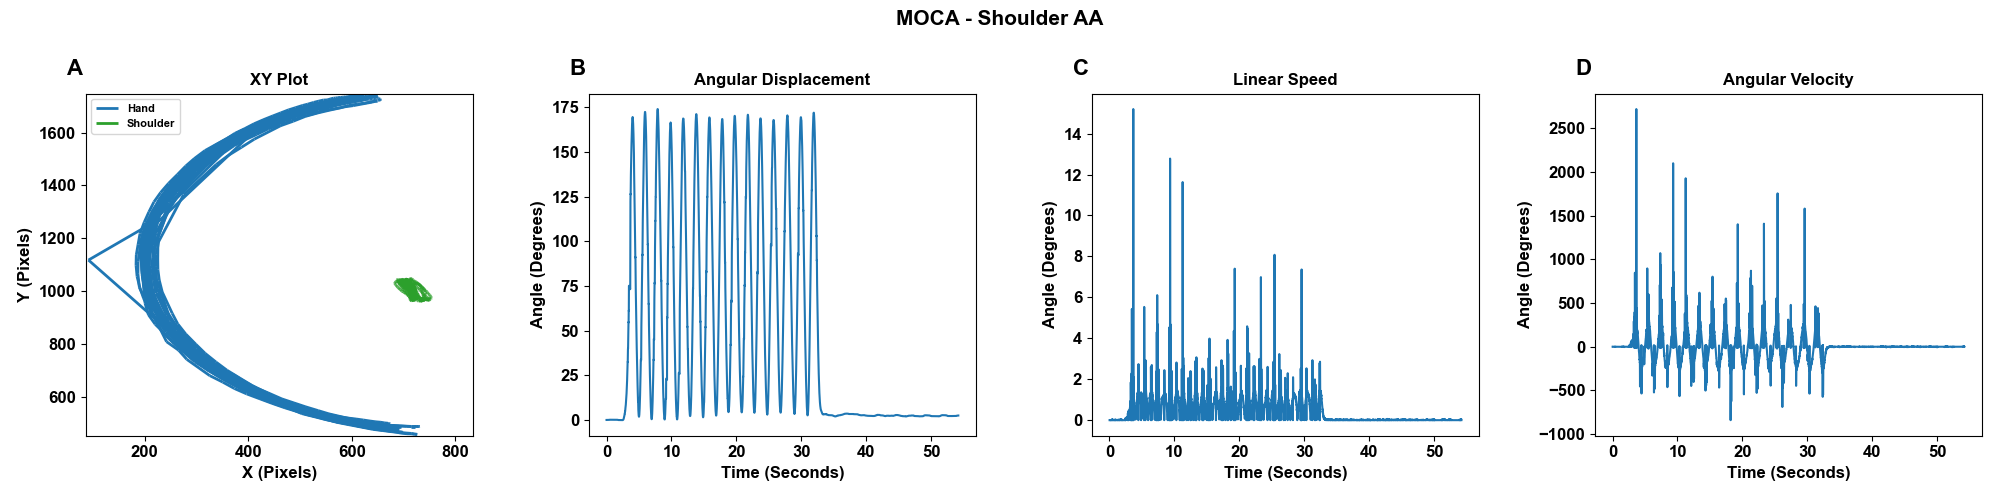 MOCA - Shoulder AA
A
XY Plot
Hand
Shoulder
Y (Pixels)
1600
1400
1200
1000
800
600
200
400
600
800
X (Pixels)
B
Angular Displacement
Angle (Degrees)
175
150
125
100
75
50
25
0
0
10
20
30
40
50
Time (Seconds)
C
Linear Speed
Angle (Degrees)
14
12
10
8
6
4
2
0
0
10
20
30
40
50
Time (Seconds)
D
Angular Velocity
Angle (Degrees)
2500
2000
1500
1000
500
0
−500
−1000
0
10
20
30
40
50
Time (Seconds)